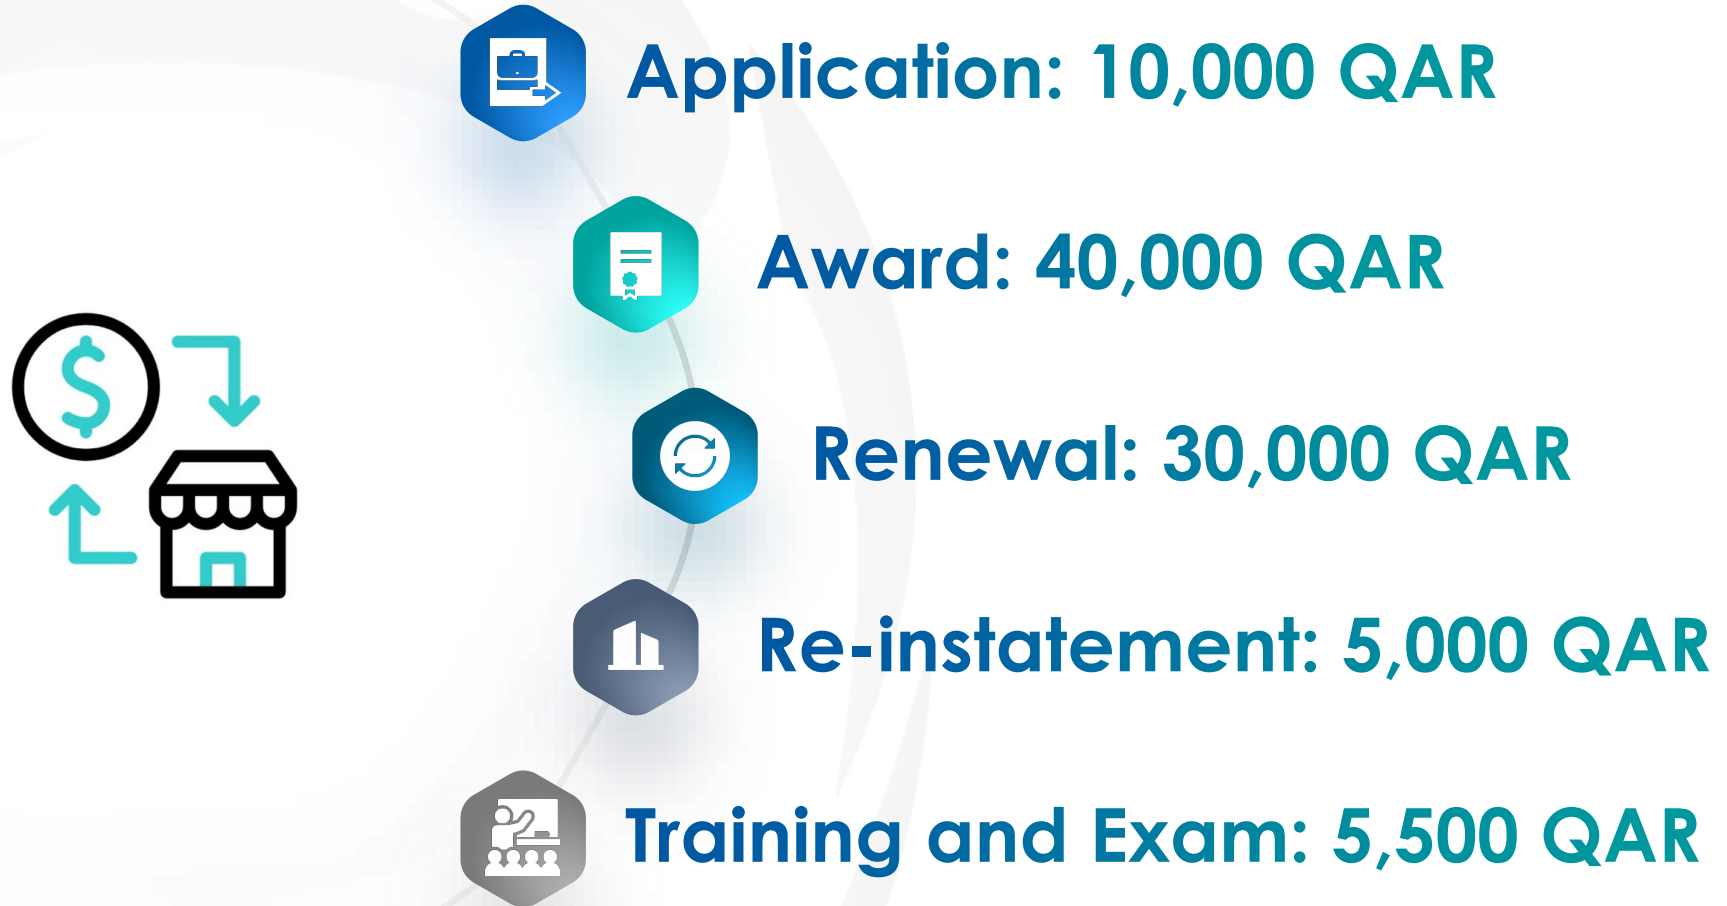 Application: 10,000 QAR
Award: 40,000 QAR
Renewal: 30,000 QAR
Re-instatement: 5,000 QAR
Training and Exam: 5,500 QAR